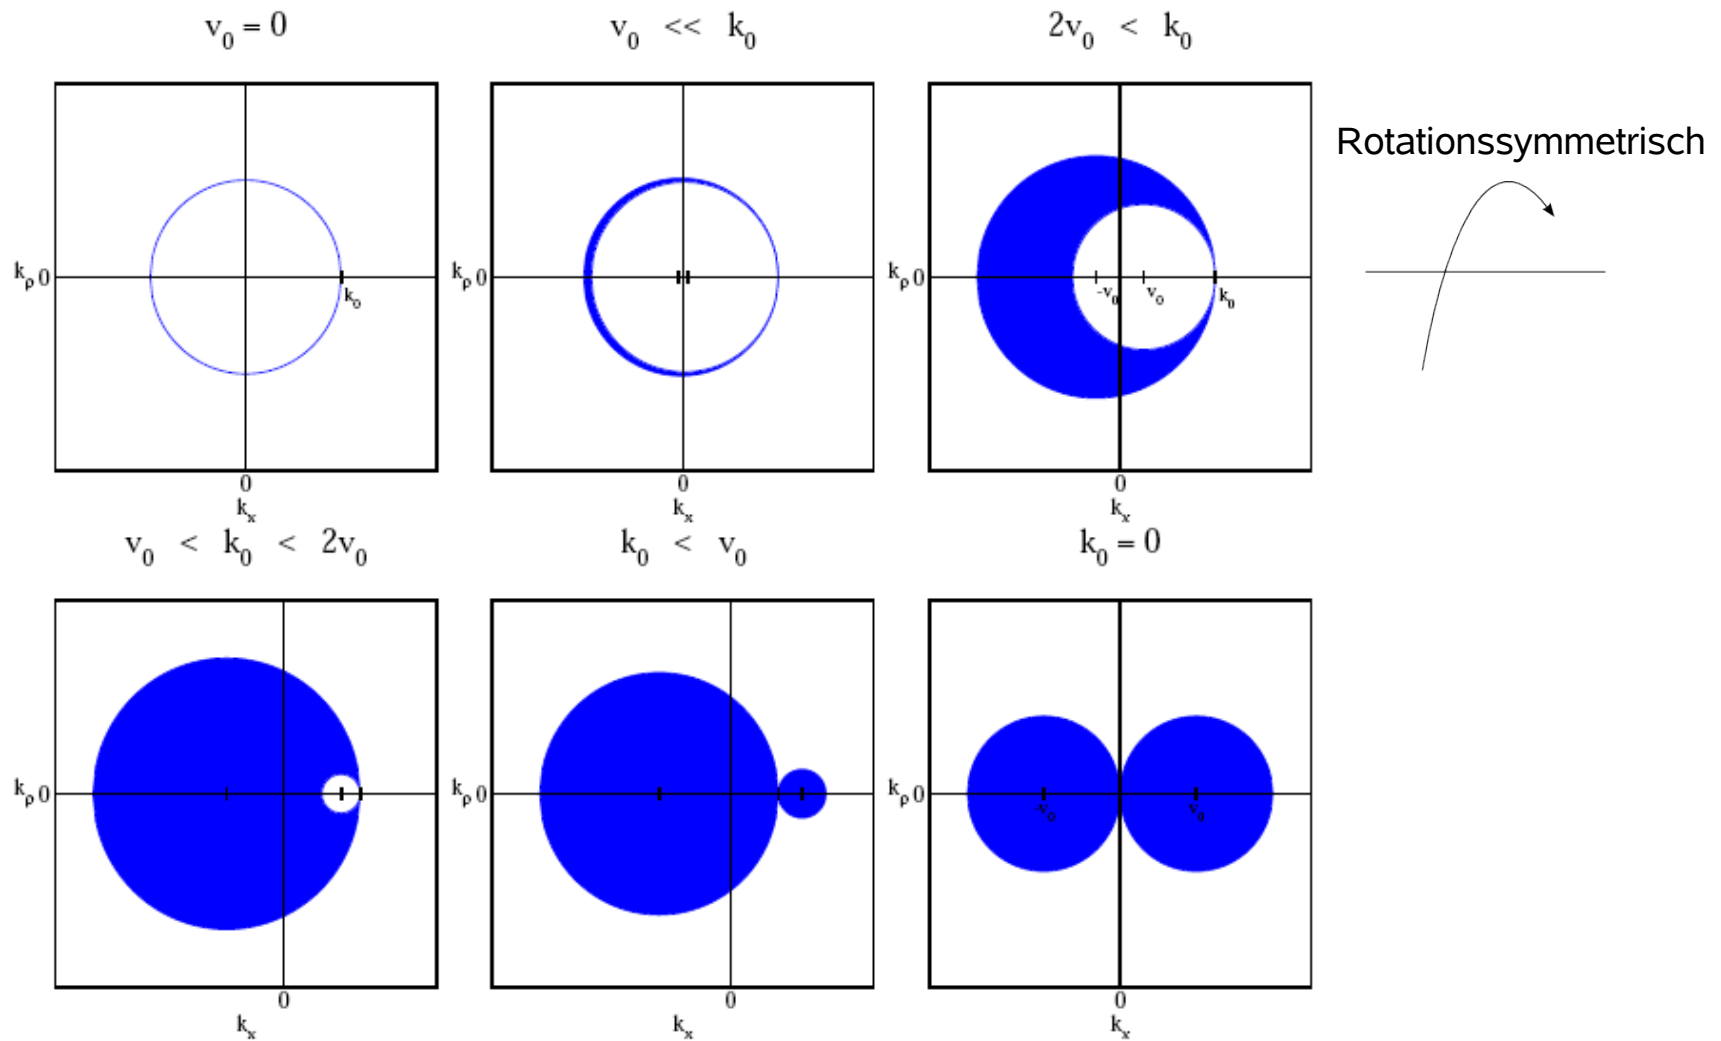 v₀ = 0
v₀ << k₀
2v₀ < k₀
Rotationssymmetrisch
kᵨ 0
k₀
0
kₓ
kᵨ 0
0
kₓ
kᵨ 0
-v₀
v₀
k₀
0
kₓ
v₀ < k₀ < 2v₀
k₀ < v₀
k₀ = 0
kᵨ 0
0
kₓ
kᵨ 0
0
kₓ
kᵨ 0
-v₀
v₀
0
kₓ